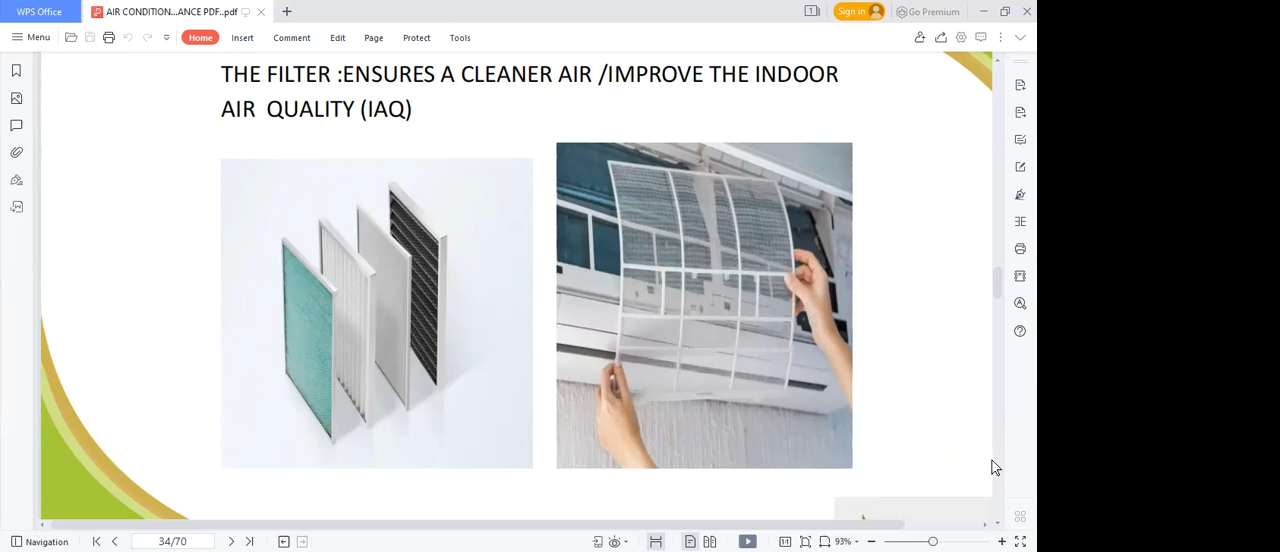 WPS Office
AIR CONDITION...ANCE PDF..pdf
1
Sign in
Go Premium
Menu
Home
Insert
Comment
Edit
Page
Protect
Tools
THE FILTER :ENSURES A CLEANER AIR /IMPROVE THE INDOOR
AIR QUALITY (IAQ)
Navigation
34/70
93%